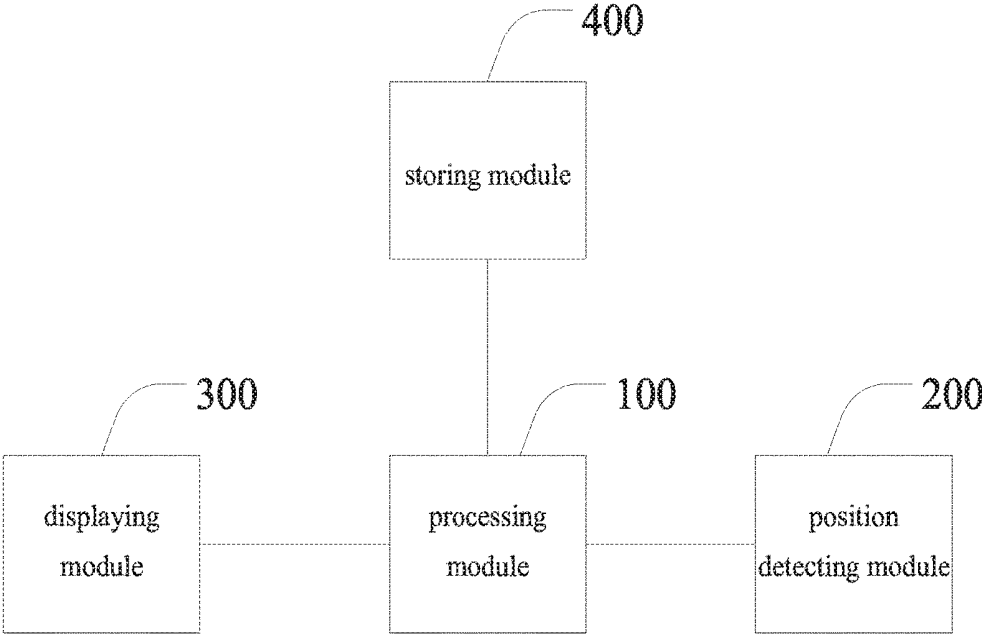 400
storing module
300
100
200
displaying
module
processing
module
position
detecting module